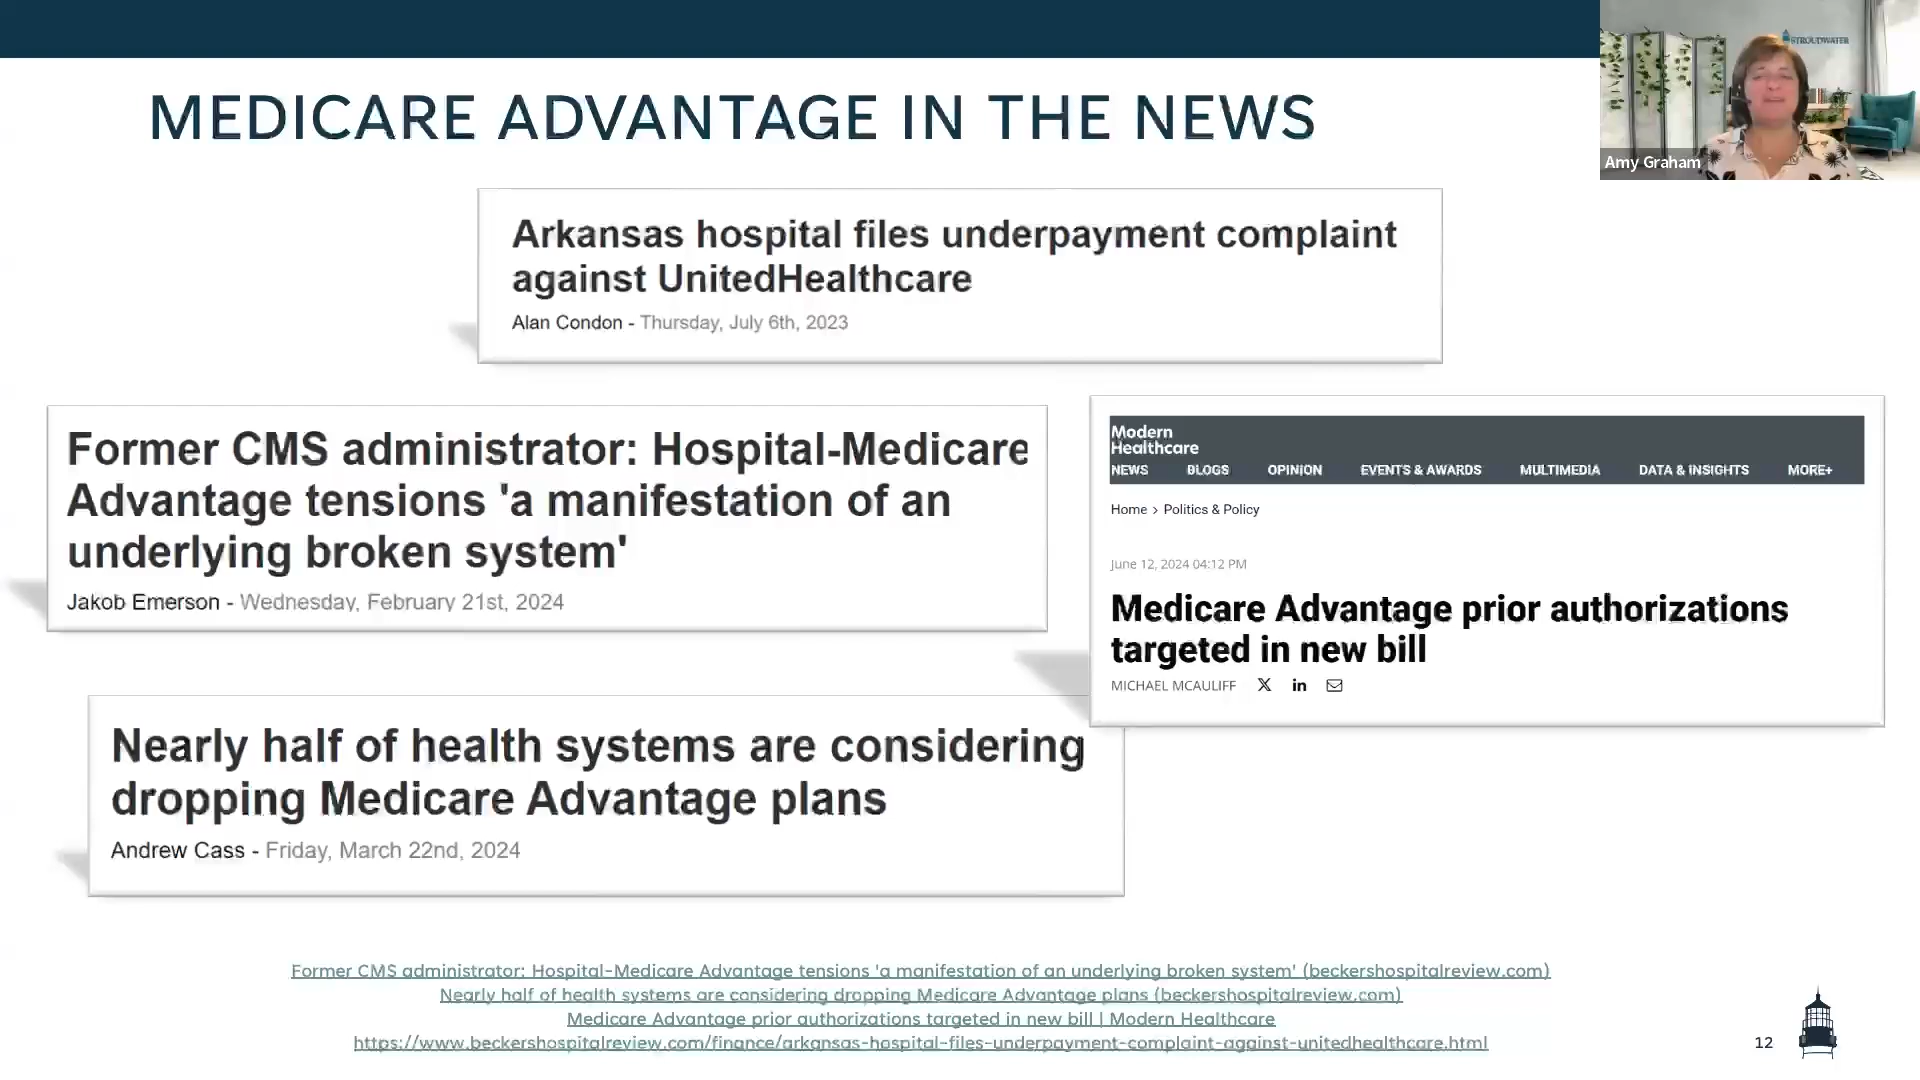 STROUDWATER
Amy Graham
MEDICARE ADVANTAGE IN THE NEWS
Arkansas hospital files underpayment complaint
against UnitedHealthcare
Alan Condon - Thursday, July 6th, 2023
Former CMS administrator: Hospital-Medicare
Advantage tensions 'a manifestation of an
underlying broken system'
Jakob Emerson - Wednesday, February 21st, 2024
Modern
Healthcare
NEWS BLOGS OPINION EVENTS & AWARDS MULTIMEDIA DATA & INSIGHTS MORE+
Home > Politics & Policy
June 12, 2024 04:12 PM
Medicare Advantage prior authorizations
targeted in new bill
MICHAEL MCAULIFF X in
Nearly half of health systems are considering
dropping Medicare Advantage plans
Andrew Cass - Friday, March 22nd, 2024
Former CMS administrator: Hospital-Medicare Advantage tensions 'a manifestation of an underlying broken system' (beckershospitalreview.com)
Nearly half of health systems are considering dropping Medicare Advantage plans (beckershospitalreview.com)
Medicare Advantage prior authorizations targeted in new bill | Modern Healthcare
https://www.beckershospitalreview.com/finance/arkansas-hospital-files-underpayment-complaint-against-unitedhealthcare.html
12